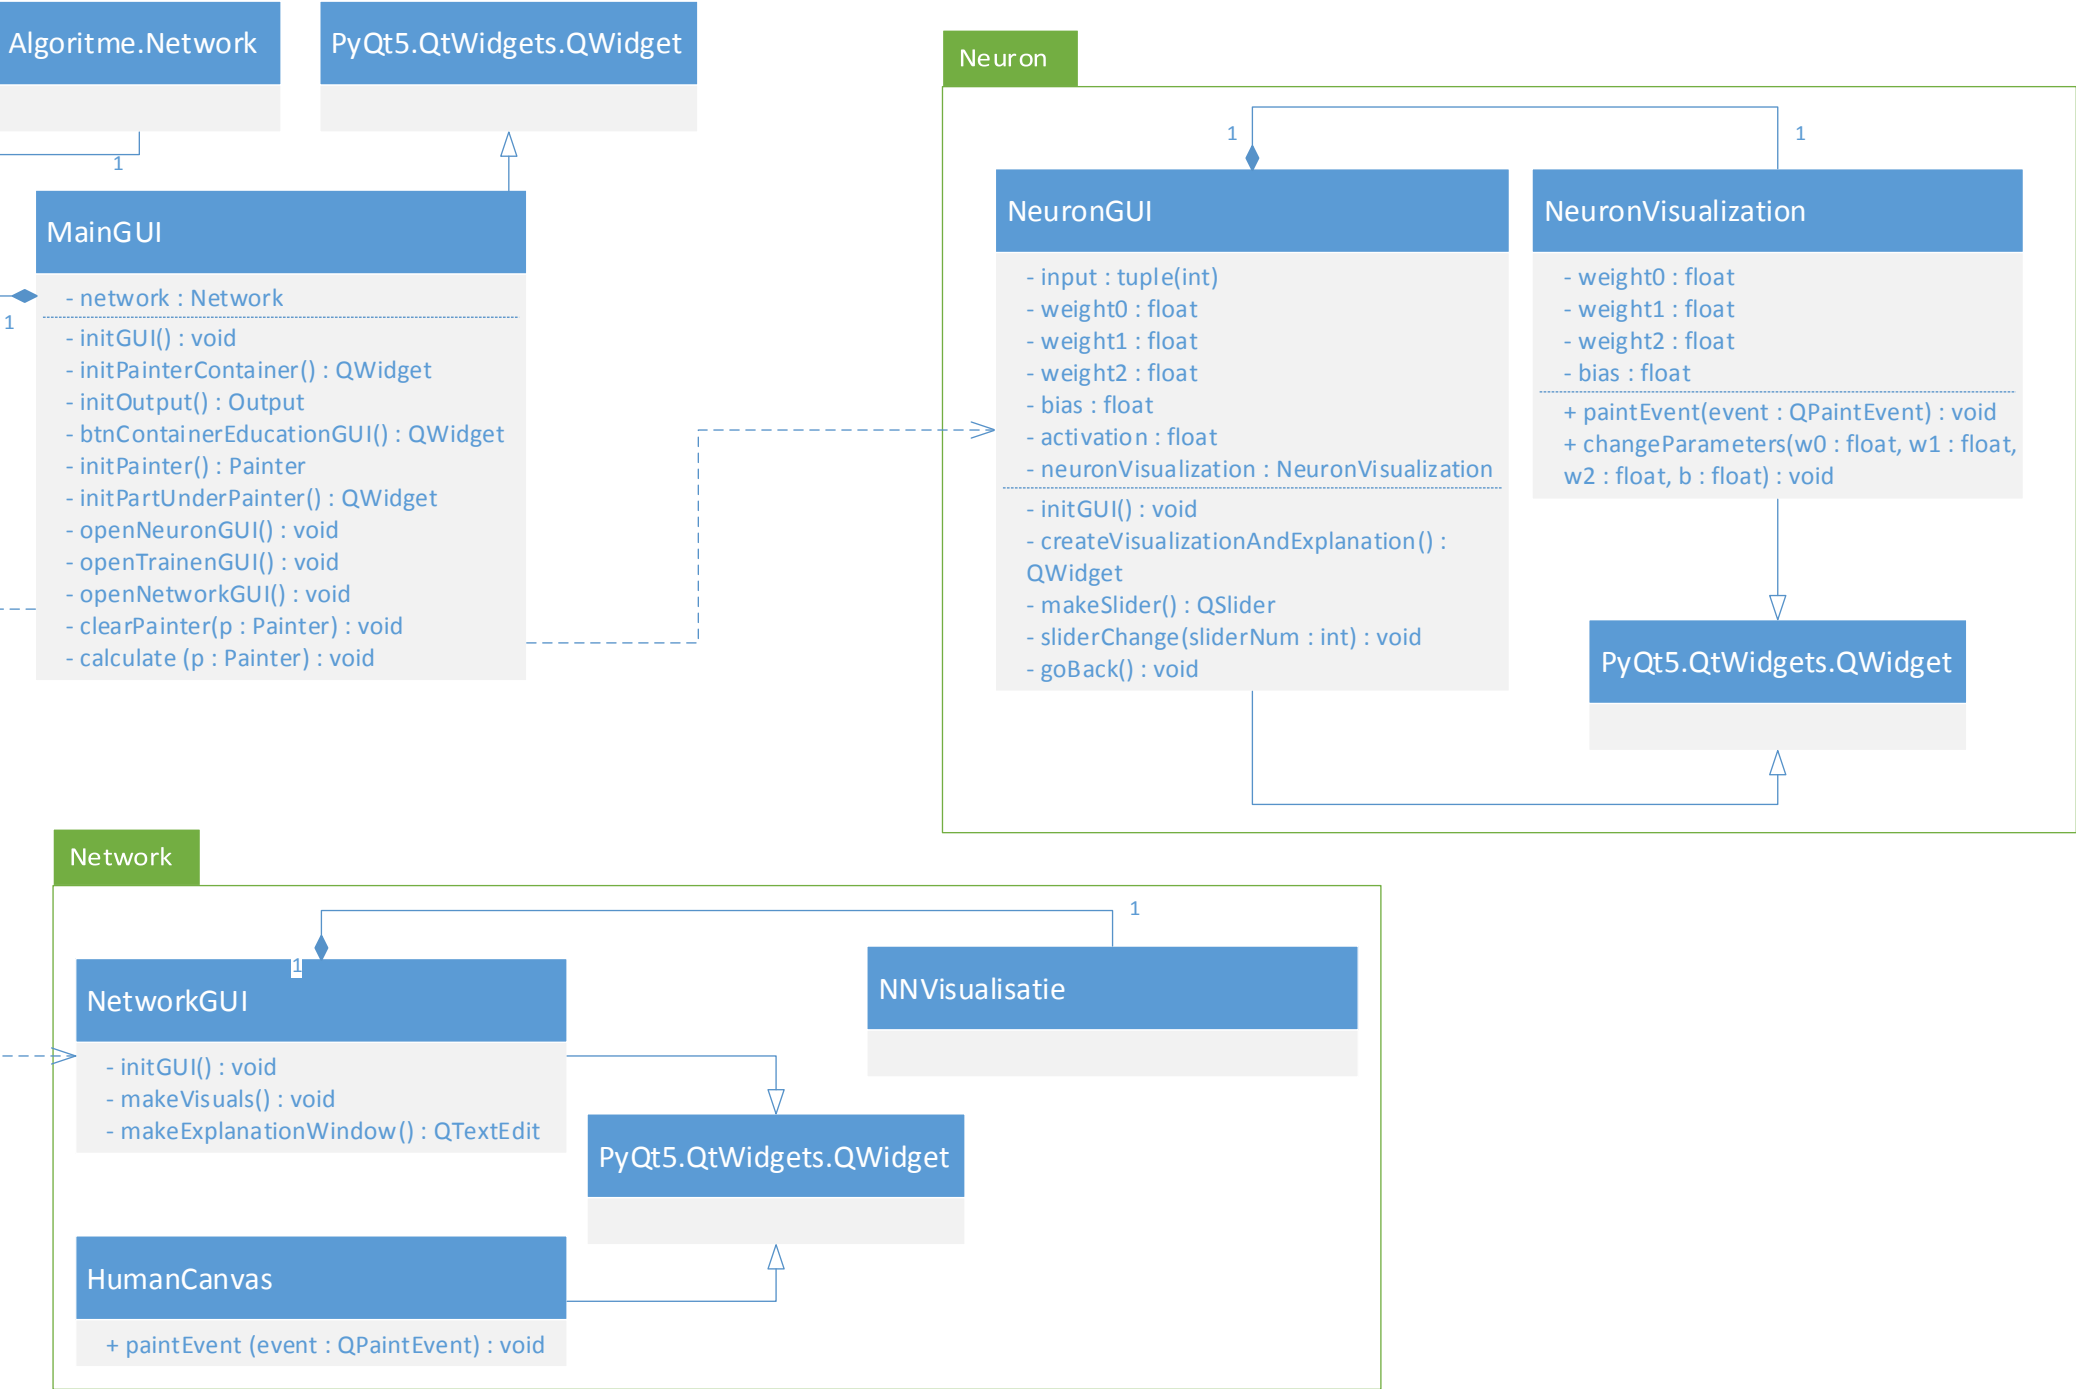 Algoritme.Network
PyQt5.QtWidgets.QWidget
1
MainGUI
1
- network : Network
- initGUI() : void
- initPainterContainer() : QWidget
- initOutput() : Output
- btnContainerEducationGUI() : QWidget
- initPainter() : Painter
- initPartUnderPainter() : QWidget
- openNeuronGUI() : void
- openTrainenGUI() : void
- openNetworkGUI() : void
- clearPainter(p : Painter) : void
- calculate (p : Painter) : void
Neuron
1
1
NeuronGUI
- input : tuple(int)
- weight0 : float
- weight1 : float
- weight2 : float
- bias : float
- activation : float
- neuronVisualization : NeuronVisualization
- initGUI() : void
- createVisualizationAndExplanation() :
QWidget
- makeSlider() : QSlider
- sliderChange(sliderNum : int) : void
- goBack() : void
NeuronVisualization
- weight0 : float
- weight1 : float
- weight2 : float
- bias : float
+ paintEvent(event : QPaintEvent) : void
+ changeParameters(w0 : float, w1 : float,
w2 : float, b : float) : void
PyQt5.QtWidgets.QWidget
Network
1
1
NetworkGUI
- initGUI() : void
- makeVisuals() : void
- makeExplanationWindow() : QTextEdit
NNVisualisatie
PyQt5.QtWidgets.QWidget
HumanCanvas
+ paintEvent (event : QPaintEvent) : void